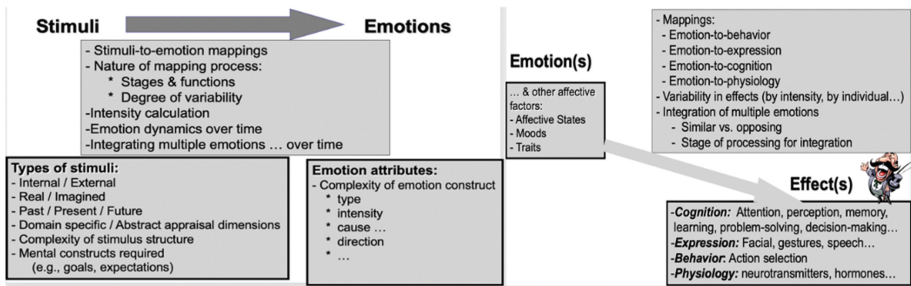 Stimuli
Emotions
- Stimuli-to-emotion mappings
- Nature of mapping process:
* Stages & functions
* Degree of variability
-Intensity calculation
-Emotion dynamics over time
-Integrating multiple emotions … over time
Types of stimuli:
- Internal / External
- Real / Imagined
- Past / Present / Future
- Domain specific / Abstract appraisal dimensions
- Complexity of stimulus structure
- Mental constructs required
(e.g., goals, expectations)
Emotion attributes:
- Complexity of emotion construct
* type
* intensity
* cause …
* direction
* …
Emotion(s)
… & other affective
factors:
- Affective States
- Moods
- Traits
- Mappings:
- Emotion-to-behavior
- Emotion-to-expression
- Emotion-to-cognition
- Emotion-to-physiology
- Variability in effects (by intensity, by individual…)
- Integration of multiple emotions
- Similar vs. opposing
- Stage of processing for integration
Effect(s)
-Cognition: Attention, perception, memory,
learning, problem-solving, decision-making…
-Expression: Facial, gestures, speech…
-Behavior: Action selection
-Physiology: neurotransmitters, hormones…